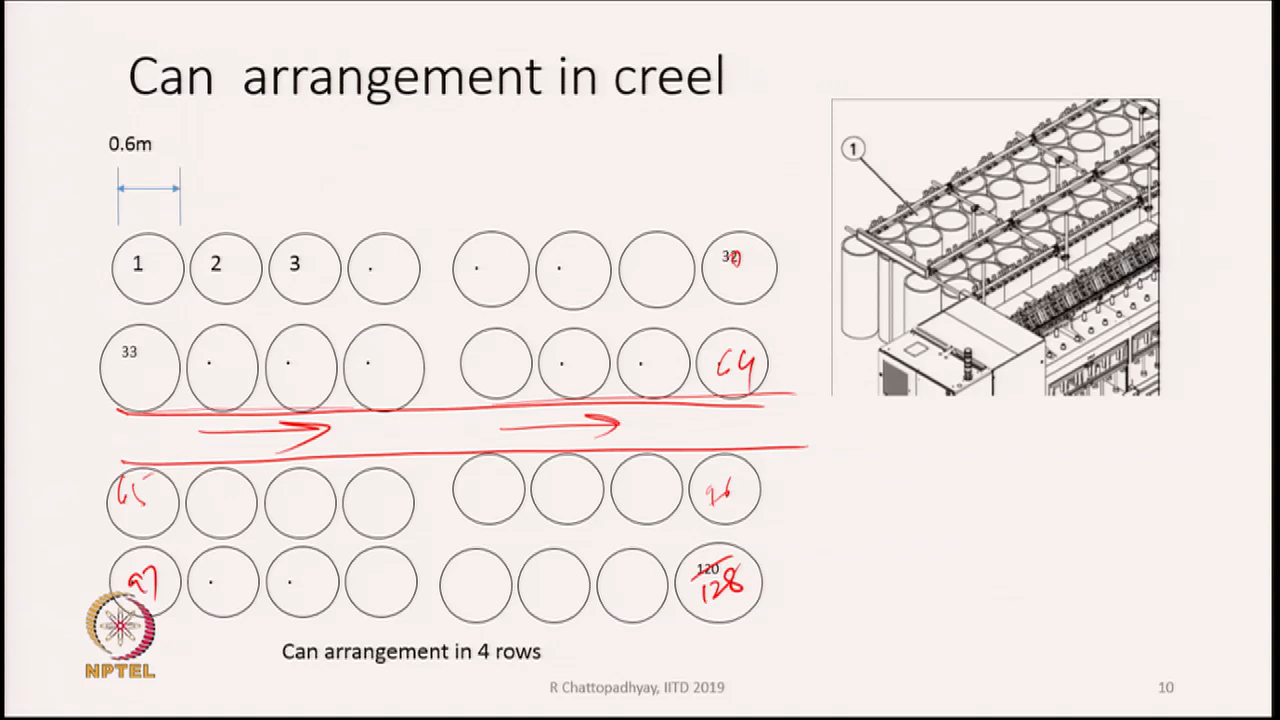 Can arrangement in creel
0.6m
1
1 2 3 32
33 64
65 96
97 120 128
NPTEL
Can arrangement in 4 rows
R Chattopadhyay, IITD 2019 10